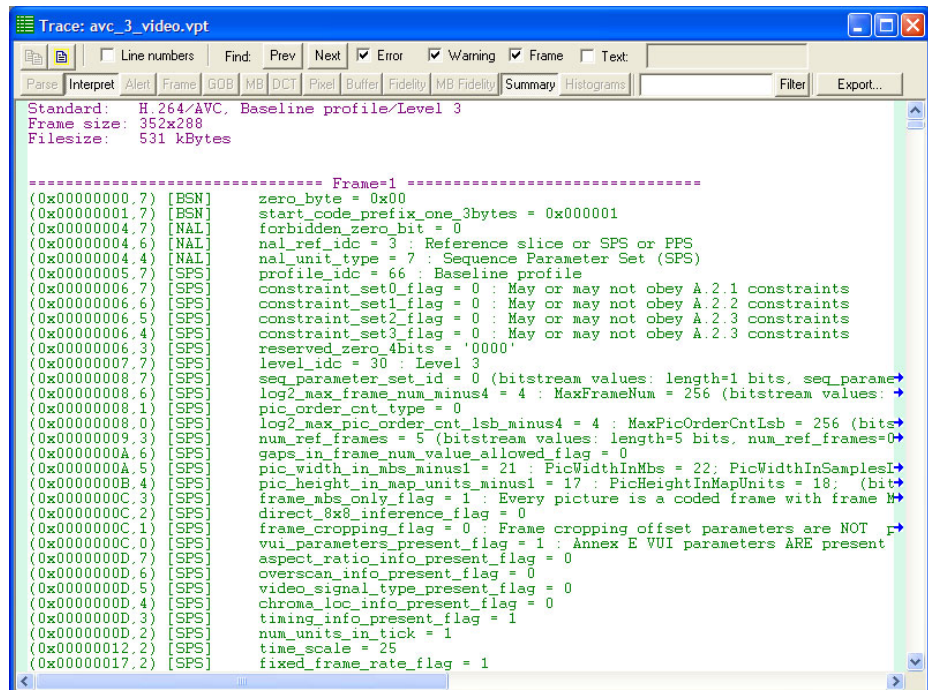 Trace: avc_3_video.vpt
Line numbers Find: Prev Next Error Warning Frame Text:
Parse Interpret Alert Frame GOB MB DCT Pixel Buffer Fidelity MB Fidelity Summary Histograms Filter Export...
Standard: H.264/AVC, Baseline profile/Level 3
Frame size: 352x288
Filesize: 531 kBytes
================================ Frame=1 ================================
(0x00000000,7) [BSN] zero_byte = 0x00
(0x00000001,7) [BSN] start_code_prefix_one_3bytes = 0x000001
(0x00000004,7) [NAL] forbidden_zero_bit = 0
(0x00000004,6) [NAL] nal_ref_idc = 3 : Reference slice or SPS or PPS
(0x00000004,4) [NAL] nal_unit_type = 7 : Sequence Parameter Set (SPS)
(0x00000005,7) [SPS] profile_idc = 66 : Baseline profile
(0x00000006,7) [SPS] constraint_set0_flag = 0 : May or may not obey A.2.1 constraints
(0x00000006,6) [SPS] constraint_set1_flag = 0 : May or may not obey A.2.2 constraints
(0x00000006,5) [SPS] constraint_set2_flag = 0 : May or may not obey A.2.3 constraints
(0x00000006,4) [SPS] constraint_set3_flag = 0 : May or may not obey A.2.3 constraints
(0x00000006,3) [SPS] reserved_zero_4bits = '0000'
(0x00000007,7) [SPS] level_idc = 30 : Level 3
(0x00000008,7) [SPS] seq_parameter_set_id = 0 (bitstream values: length=1 bits, seq_parame
(0x00000008,6) [SPS] log2_max_frame_num_minus4 = 4 : MaxFrameNum = 256 (bitstream values:
(0x00000008,1) [SPS] pic_order_cnt_type = 0
(0x00000008,0) [SPS] log2_max_pic_order_cnt_lsb_minus4 = 4 : MaxPicOrderCntLsb = 256 (bits
(0x00000009,3) [SPS] num_ref_frames = 5 (bitstream values: length=5 bits, num_ref_frames=0
(0x0000000A,6) [SPS] gaps_in_frame_num_value_allowed_flag = 0
(0x0000000A,5) [SPS] pic_width_in_mbs_minus1 = 21 : PicWidthInMbs = 22; PicWidthInSamplesL
(0x0000000B,4) [SPS] pic_height_in_map_units_minus1 = 17 : PicHeightInMapUnits = 18; (bit
(0x0000000C,3) [SPS] frame_mbs_only_flag = 1 : Every picture is a coded frame with frame M
(0x0000000C,2) [SPS] direct_8x8_inference_flag = 0
(0x0000000C,1) [SPS] frame_cropping_flag = 0 : Frame cropping offset parameters are NOT p
(0x0000000C,0) [SPS] vui_parameters_present_flag = 1 : Annex E VUI parameters ARE present
(0x0000000D,7) [SPS] aspect_ratio_info_present_flag = 0
(0x0000000D,6) [SPS] overscan_info_present_flag = 0
(0x0000000D,5) [SPS] video_signal_type_present_flag = 0
(0x0000000D,4) [SPS] chroma_loc_info_present_flag = 0
(0x0000000D,3) [SPS] timing_info_present_flag = 1
(0x0000000D,2) [SPS] num_units_in_tick = 1
(0x00000012,2) [SPS] time_scale = 25
(0x00000017,2) [SPS] fixed_frame_rate_flag = 1